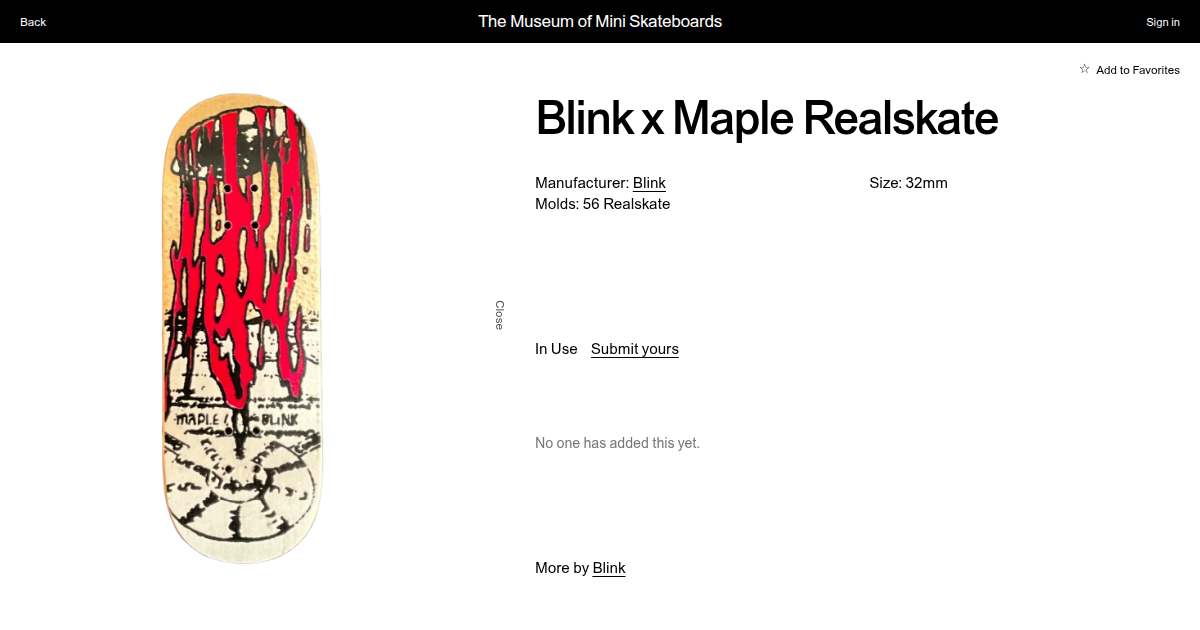 Back
The Museum of Mini Skateboards
Sign in
☆ Add to Favorites
Blink x Maple Realskate
Manufacturer: Blink
Size: 32mm
Molds: 56 Realskate
Close
In Use
Submit yours
No one has added this yet.
More by Blink
MAPLE!
BLINK